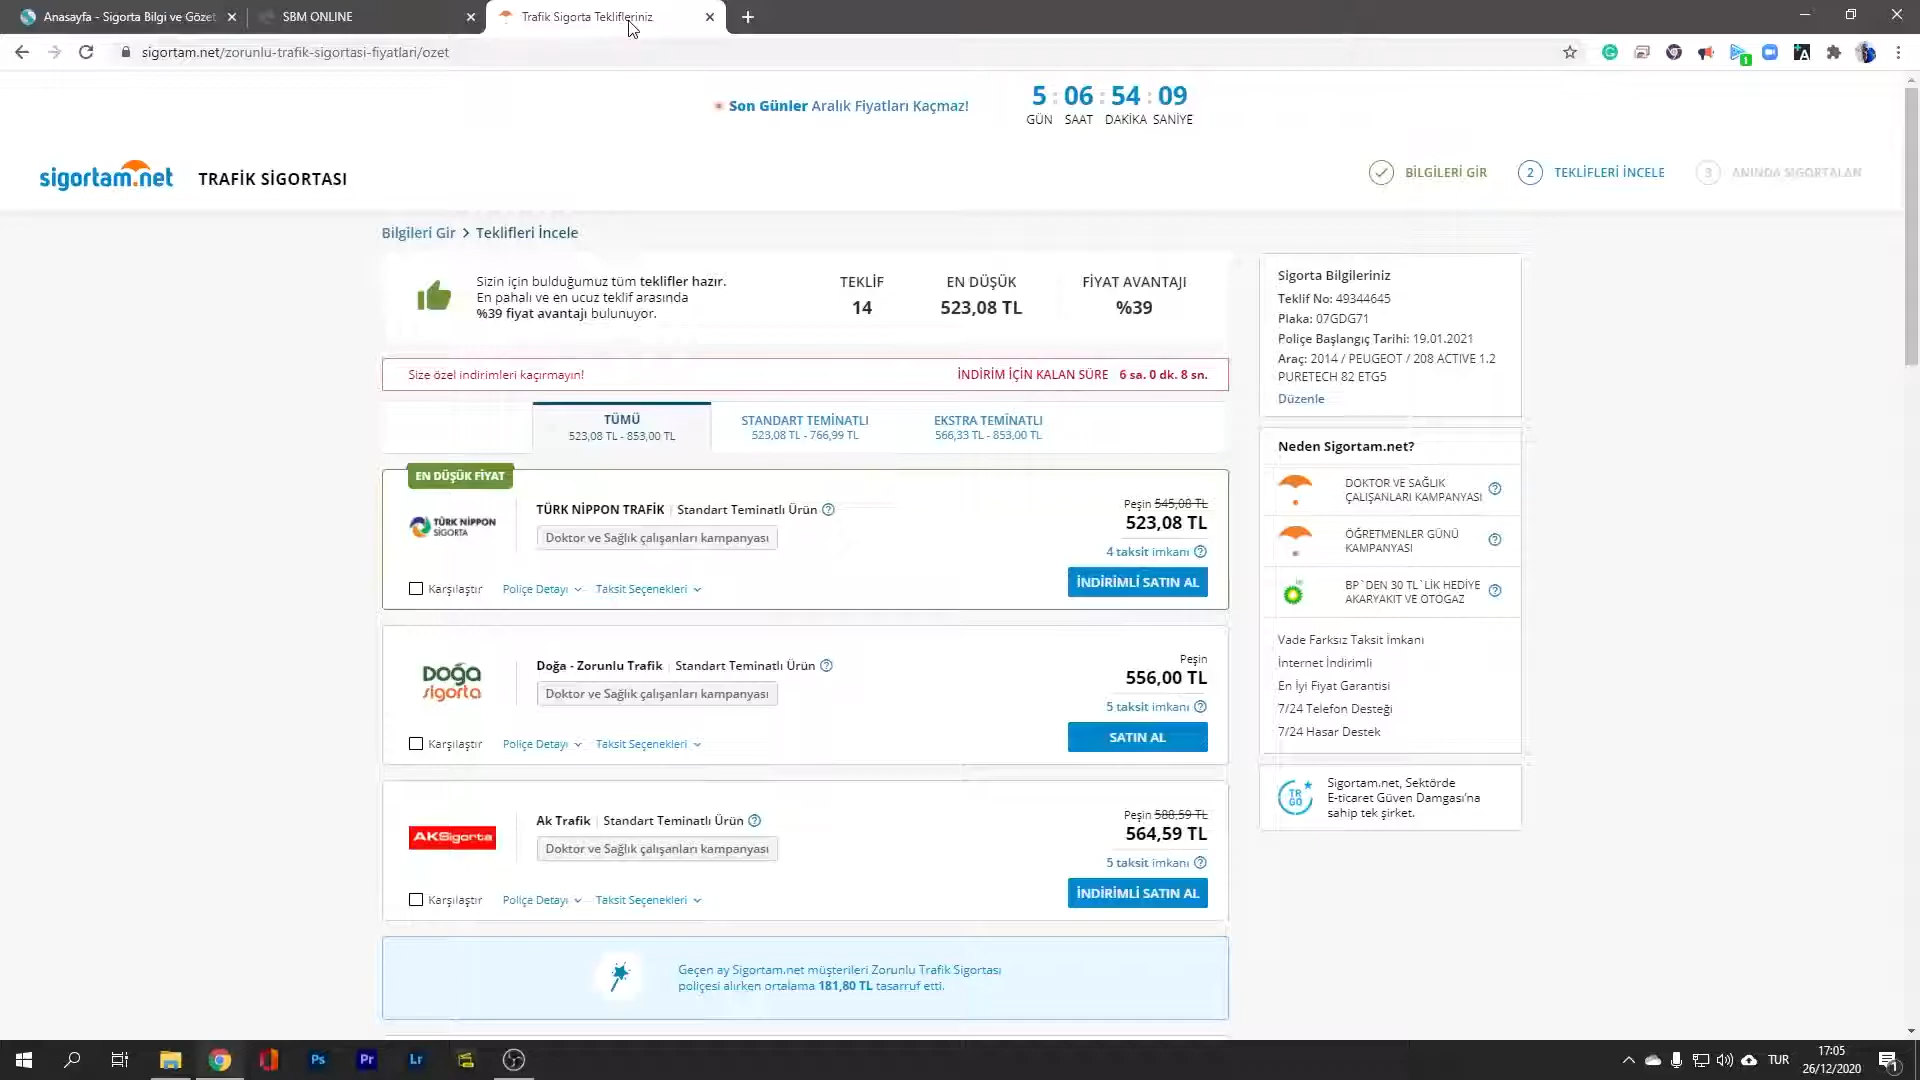 Anasayfa - Sigorta Bilgi ve Gözet
SBM ONLINE
Trafik Sigorta Teklifleriniz
sigortam.net/zorunlu-trafik-sigortasi-fiyatlari/ozet
Son Günler Aralık Fiyatları Kaçmaz!
5 : 06 : 54 : 09
GÜN SAAT DAKİKA SANİYE
sigortam.net TRAFİK SİGORTASI
BİLGİLERİ GİR
2 TEKLİFLERİ İNCELE
3 ANINDA SİGORTALAN
Bilgileri Gir > Teklifleri İncele
Sizin için bulduğumuz tüm teklifler hazır.
En pahalı ve en ucuz teklif arasında
%39 fiyat avantajı bulunuyor.
TEKLİF
14
EN DÜŞÜK
523,08 TL
FİYAT AVANTAJI
%39
Size özel indirimleri kaçırmayın!
İNDİRİM İÇİN KALAN SÜRE 6 sa. 0 dk. 8 sn.
TÜMÜ
523,08 TL - 853,00 TL
STANDART TEMİNATLI
523,08 TL - 766,99 TL
EKSTRA TEMİNATLI
566,33 TL - 853,00 TL
EN DÜŞÜK FİYAT
TÜRK NİPPON
SİGORTA
TÜRK NİPPON TRAFİK | Standart Teminatlı Ürün
Doktor ve Sağlık çalışanları kampanyası
Peşin 545,08 TL
523,08 TL
4 taksit imkanı
İNDİRİMLİ SATIN AL
Karşılaştır Poliçe Detayı Taksit Seçenekleri
DOĞA
sigorta
Doğa - Zorunlu Trafik | Standart Teminatlı Ürün
Doktor ve Sağlık çalışanları kampanyası
Peşin
556,00 TL
5 taksit imkanı
SATIN AL
Karşılaştır Poliçe Detayı Taksit Seçenekleri
AKSigorta
Ak Trafik | Standart Teminatlı Ürün
Doktor ve Sağlık çalışanları kampanyası
Peşin 588,59 TL
564,59 TL
5 taksit imkanı
İNDİRİMLİ SATIN AL
Karşılaştır Poliçe Detayı Taksit Seçenekleri
Geçen ay Sigortam.net müşterileri Zorunlu Trafik Sigortası
poliçesi alırken ortalama 181,80 TL tasarruf etti.
Sigorta Bilgileriniz
Teklif No: 49344645
Plaka: 07GDG71
Poliçe Başlangıç Tarihi: 19.01.2021
Araç: 2014 / PEUGEOT / 208 ACTIVE 1.2
PURETECH 82 ETG5
Düzenle
Neden Sigortam.net?
DOKTOR VE SAĞLIK
ÇALIŞANLARI KAMPANYASI
ÖĞRETMENLER GÜNÜ
KAMPANYASI
BP`DEN 30 TL`LİK HEDİYE
AKARYAKIT VE OTOGAZ
Vade Farksız Taksit İmkanı
İnternet İndirimli
En İyi Fiyat Garantisi
7/24 Telefon Desteği
7/24 Hasar Destek
TR
GO
Sigortam.net, Sektörde
E-ticaret Güven Damgası'na
sahip tek şirket.
Ps
Pr
Lr
TUR
17:05
26/12/2020
1